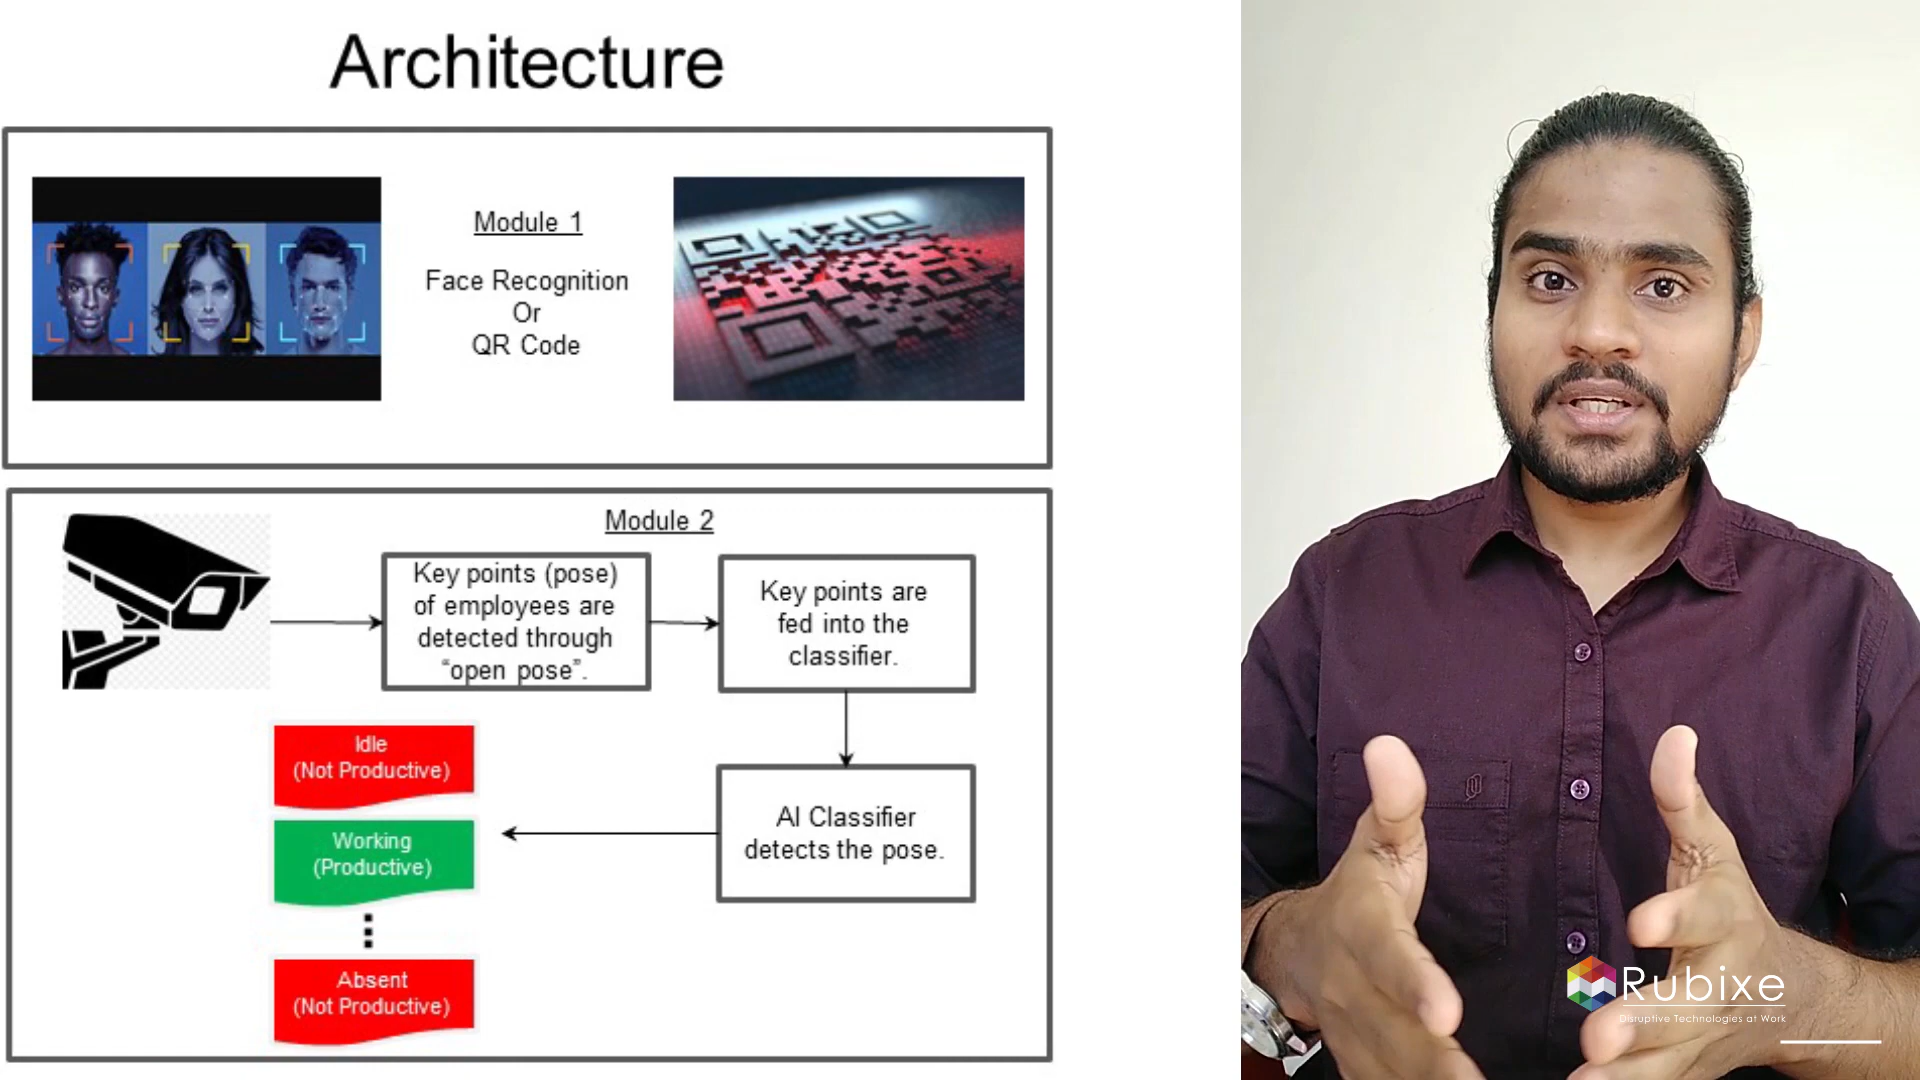 Architecture
Module 1
Face Recognition
Or
QR Code
Module 2
Key points (pose)
of employees are
detected through
“open pose”.
Key points are
fed into the
classifier.
AI Classifier
detects the pose.
Idle
(Not Productive)
Working
(Productive)
Absent
(Not Productive)
Rubixe
Disruptive Technologies at Work